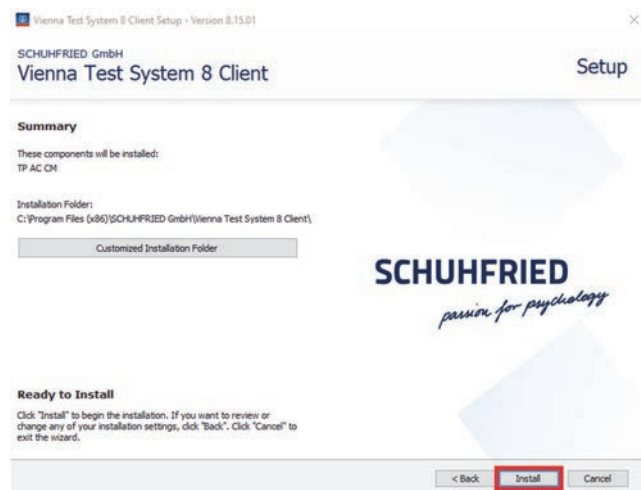 Vienna Test System 8 Client Setup - Version 8.15.01
SCHUHFRIED GmbH
Vienna Test System 8 Client
Setup
Summary
These components will be installed:
TP AC CM
Installation Folder:
C:\Program Files (x86)\SCHUHFRIED GmbH\Vienna Test System 8 Client\
Customized Installation Folder
SCHUHFRIED
passion for psychology
Ready to Install
Click "Install" to begin the installation. If you want to review or
change any of your installation settings, click "Back". Click "Cancel" to
exit the wizard.
< Back
Install
Cancel